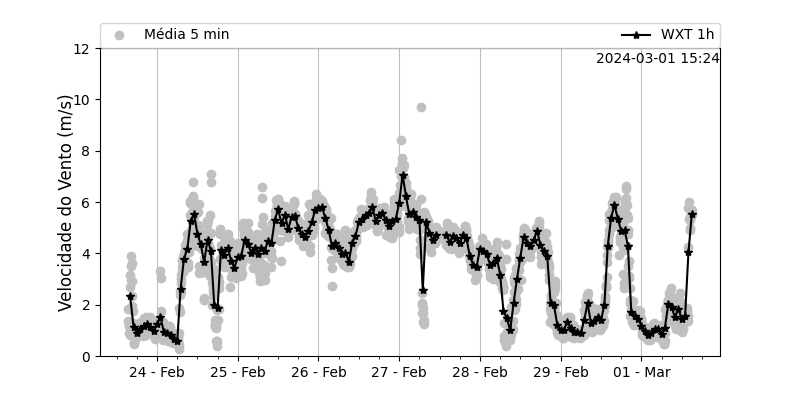 Média 5 min WXT 1h
2024-03-01 15:24
Velocidade do Vento (m/s)
12
10
8
6
4
2
0
24 - Feb 25 - Feb 26 - Feb 27 - Feb 28 - Feb 29 - Feb 01 - Mar